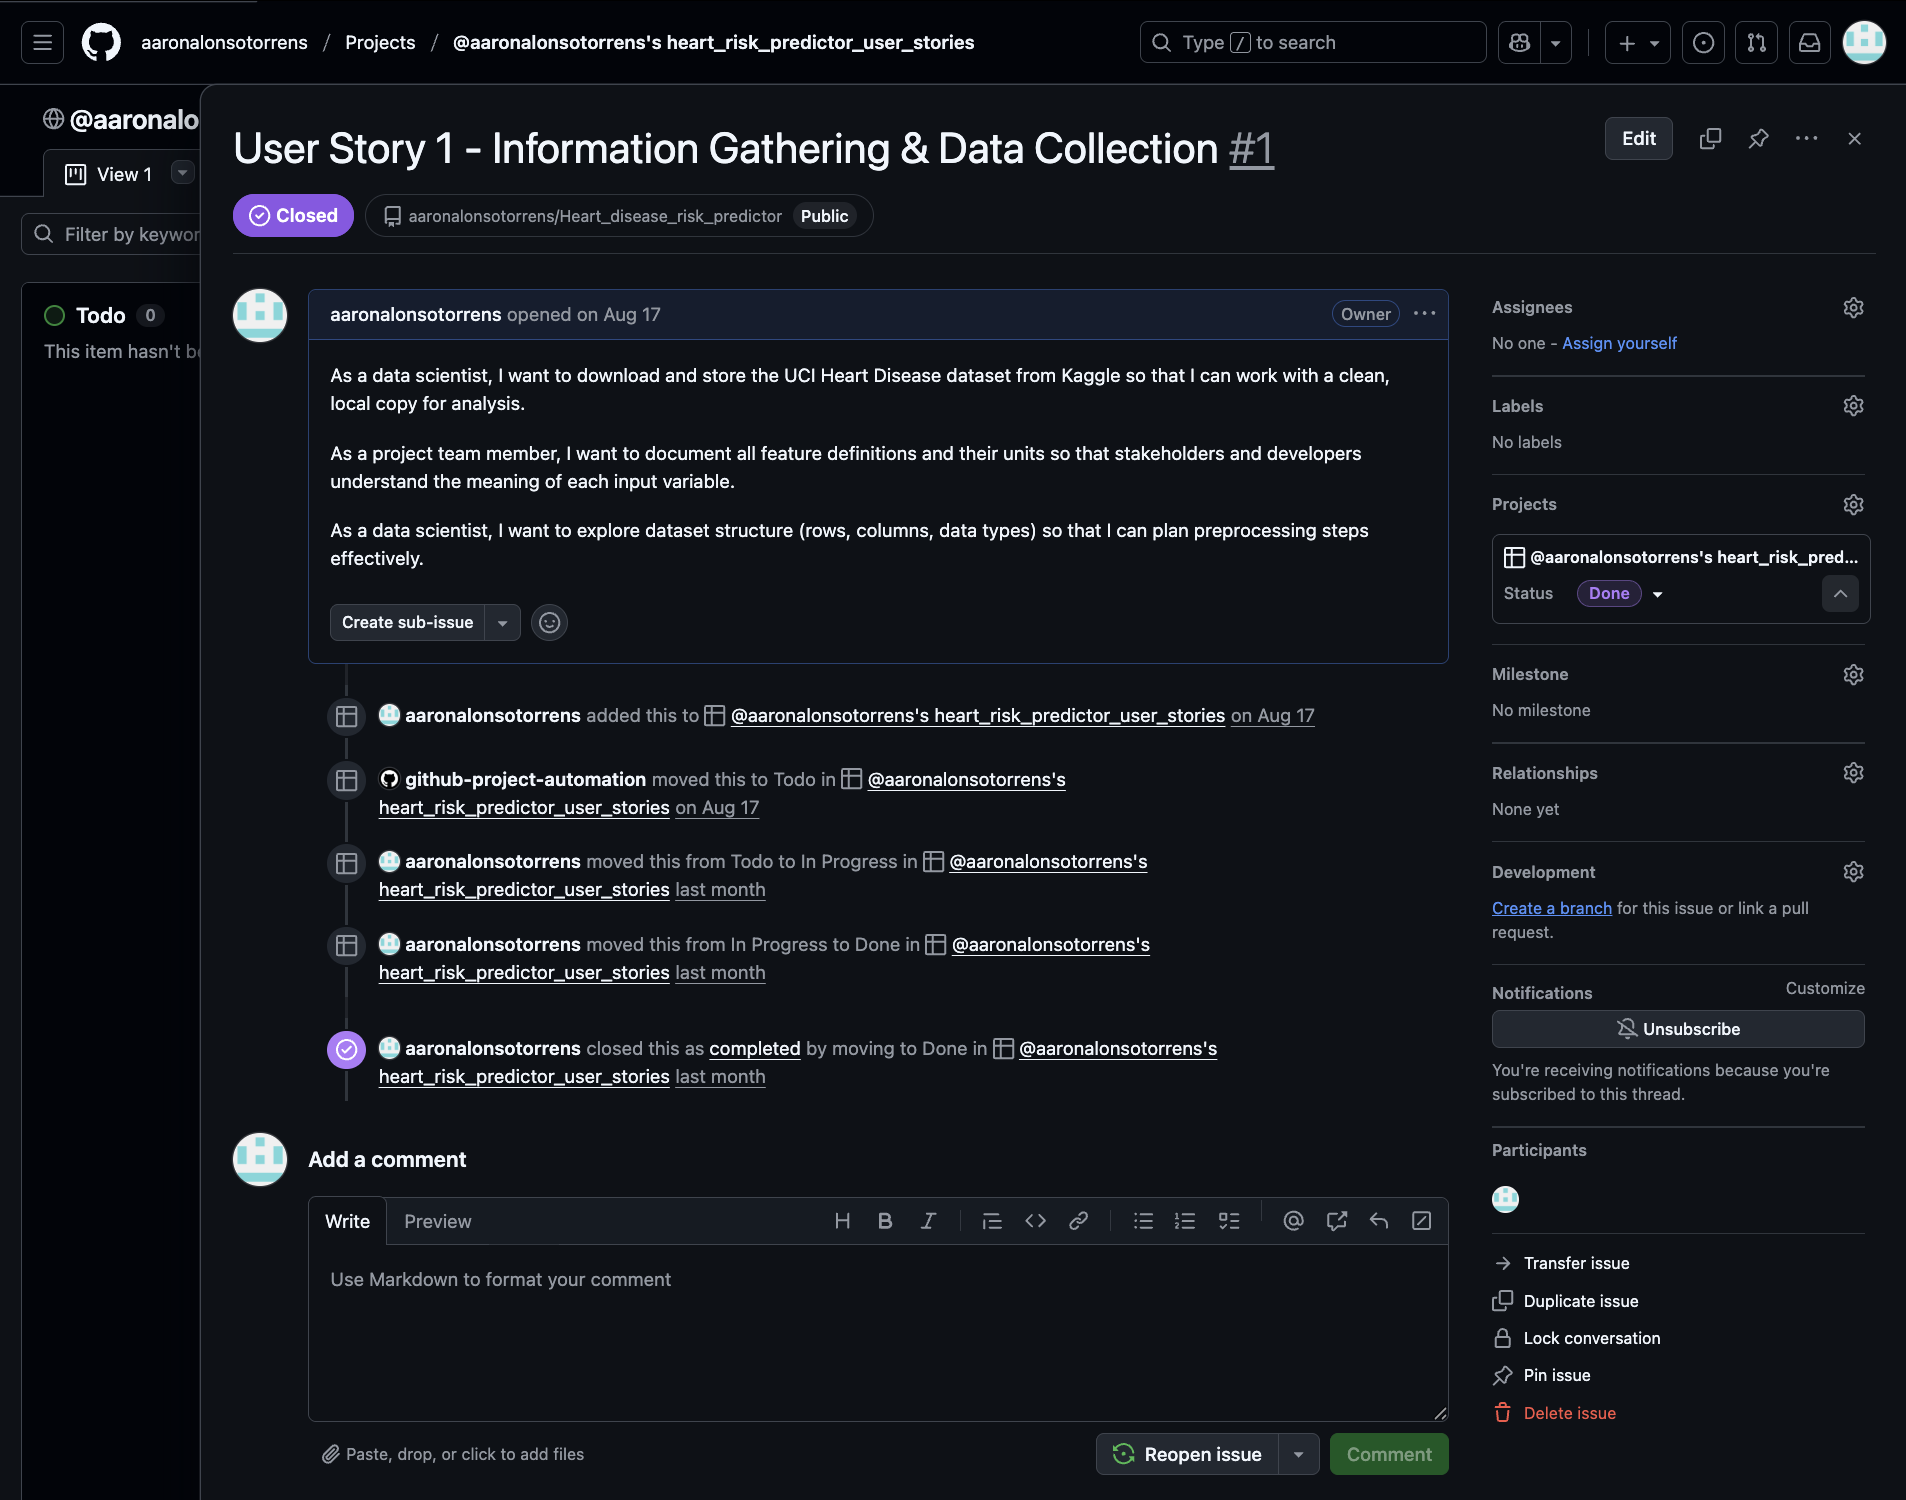 aaronalonsotorrens / Projects / @aaronalonsotorrens's heart_risk_predictor_user_stories
Type / to search
@aaronalo
View 1
Filter by keywor
Todo 0
This item hasn't be
User Story 1 - Information Gathering & Data Collection #1
Edit
Closed
aaronalonsotorrens/Heart_disease_risk_predictor Public
aaronalonsotorrens opened on Aug 17
Owner
As a data scientist, I want to download and store the UCI Heart Disease dataset from Kaggle so that I can work with a clean,
local copy for analysis.
As a project team member, I want to document all feature definitions and their units so that stakeholders and developers
understand the meaning of each input variable.
As a data scientist, I want to explore dataset structure (rows, columns, data types) so that I can plan preprocessing steps
effectively.
Create sub-issue
aaronalonsotorrens added this to @aaronalonsotorrens's heart_risk_predictor_user_stories on Aug 17
github-project-automation moved this to Todo in @aaronalonsotorrens's
heart_risk_predictor_user_stories on Aug 17
aaronalonsotorrens moved this from Todo to In Progress in @aaronalonsotorrens's
heart_risk_predictor_user_stories last month
aaronalonsotorrens moved this from In Progress to Done in @aaronalonsotorrens's
heart_risk_predictor_user_stories last month
aaronalonsotorrens closed this as completed by moving to Done in @aaronalonsotorrens's
heart_risk_predictor_user_stories last month
Add a comment
Write
Preview
Use Markdown to format your comment
Paste, drop, or click to add files
Reopen issue
Comment
Assignees
No one - Assign yourself
Labels
No labels
Projects
@aaronalonsotorrens's heart_risk_pred...
Status Done
Milestone
No milestone
Relationships
None yet
Development
Create a branch for this issue or link a pull
request.
Notifications
Customize
Unsubscribe
You're receiving notifications because you're
subscribed to this thread.
Participants
Transfer issue
Duplicate issue
Lock conversation
Pin issue
Delete issue